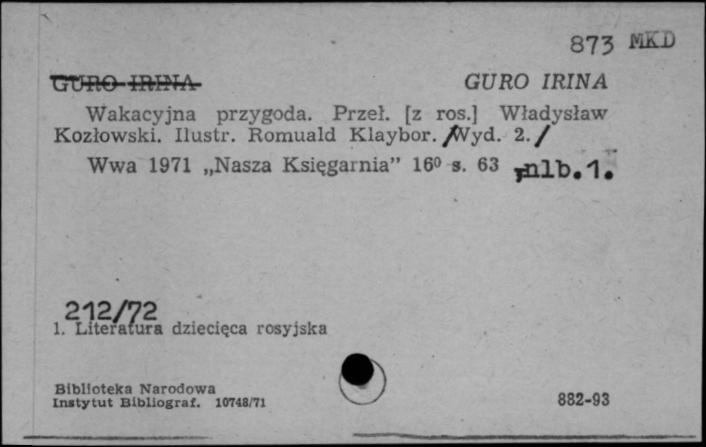 873 MKD
GURO IRINA GURO IRINA
Wakacyjna przygoda. Przeł. [z ros.] Władysław
Kozłowski. Ilustr. Romuald Klaybor. /Wyd. 2./
Wwa 1971 „Nasza Księgarnia” 16⁰ s. 63 ,nlb.1.
212/72
1. Literatura dziecięca rosyjska
Biblioteka Narodowa
Instytut Bibliograf. 10748/71
882-93